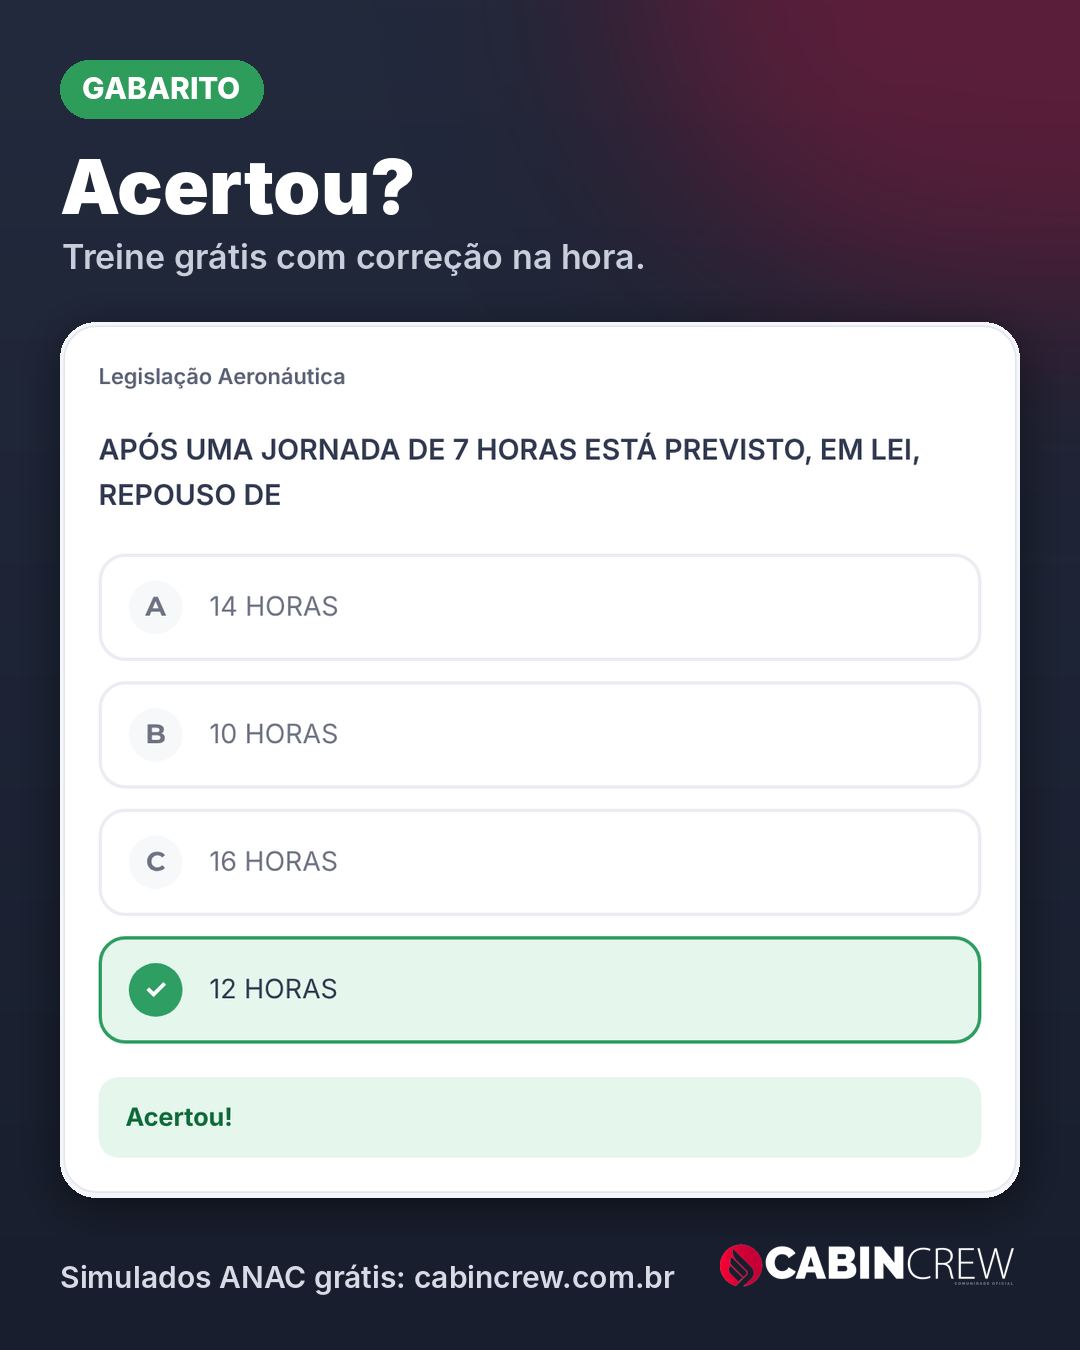 GABARITO
Acertou?
Treine grátis com correção na hora.
Legislação Aeronáutica
APÓS UMA JORNADA DE 7 HORAS ESTÁ PREVISTO, EM LEI,
REPOUSO DE
A 14 HORAS
B 10 HORAS
C 16 HORAS
12 HORAS
Acertou!
Simulados ANAC grátis: cabincrew.com.br
CABINCREW
COMUNIDADE OFICIAL